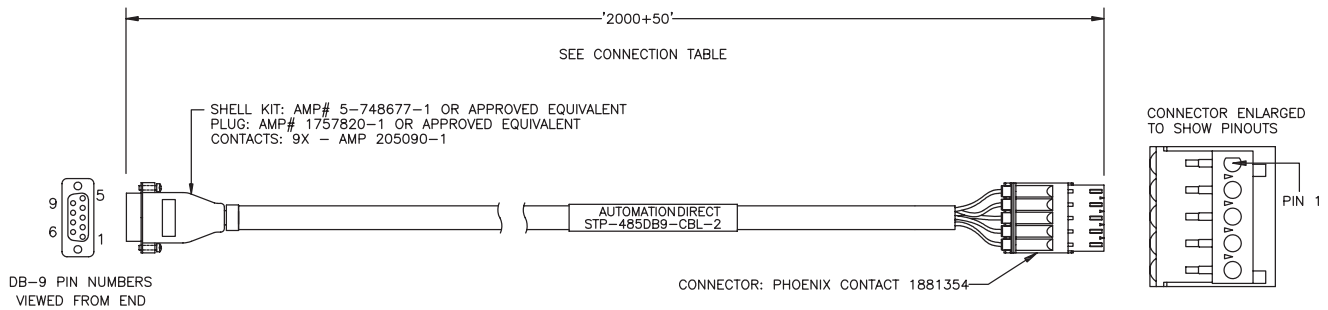 '2000+50'
SEE CONNECTION TABLE
SHELL KIT: AMP# 5-748677-1 OR APPROVED EQUIVALENT
PLUG: AMP# 1757820-1 OR APPROVED EQUIVALENT
CONTACTS: 9X - AMP 205090-1
CONNECTOR ENLARGED
TO SHOW PINOUTS
9
5
6
1
AUTOMATIONDIRECT
STP-485DB9-CBL-2
PIN 1
DB-9 PIN NUMBERS
VIEWED FROM END
CONNECTOR: PHOENIX CONTACT 1881354